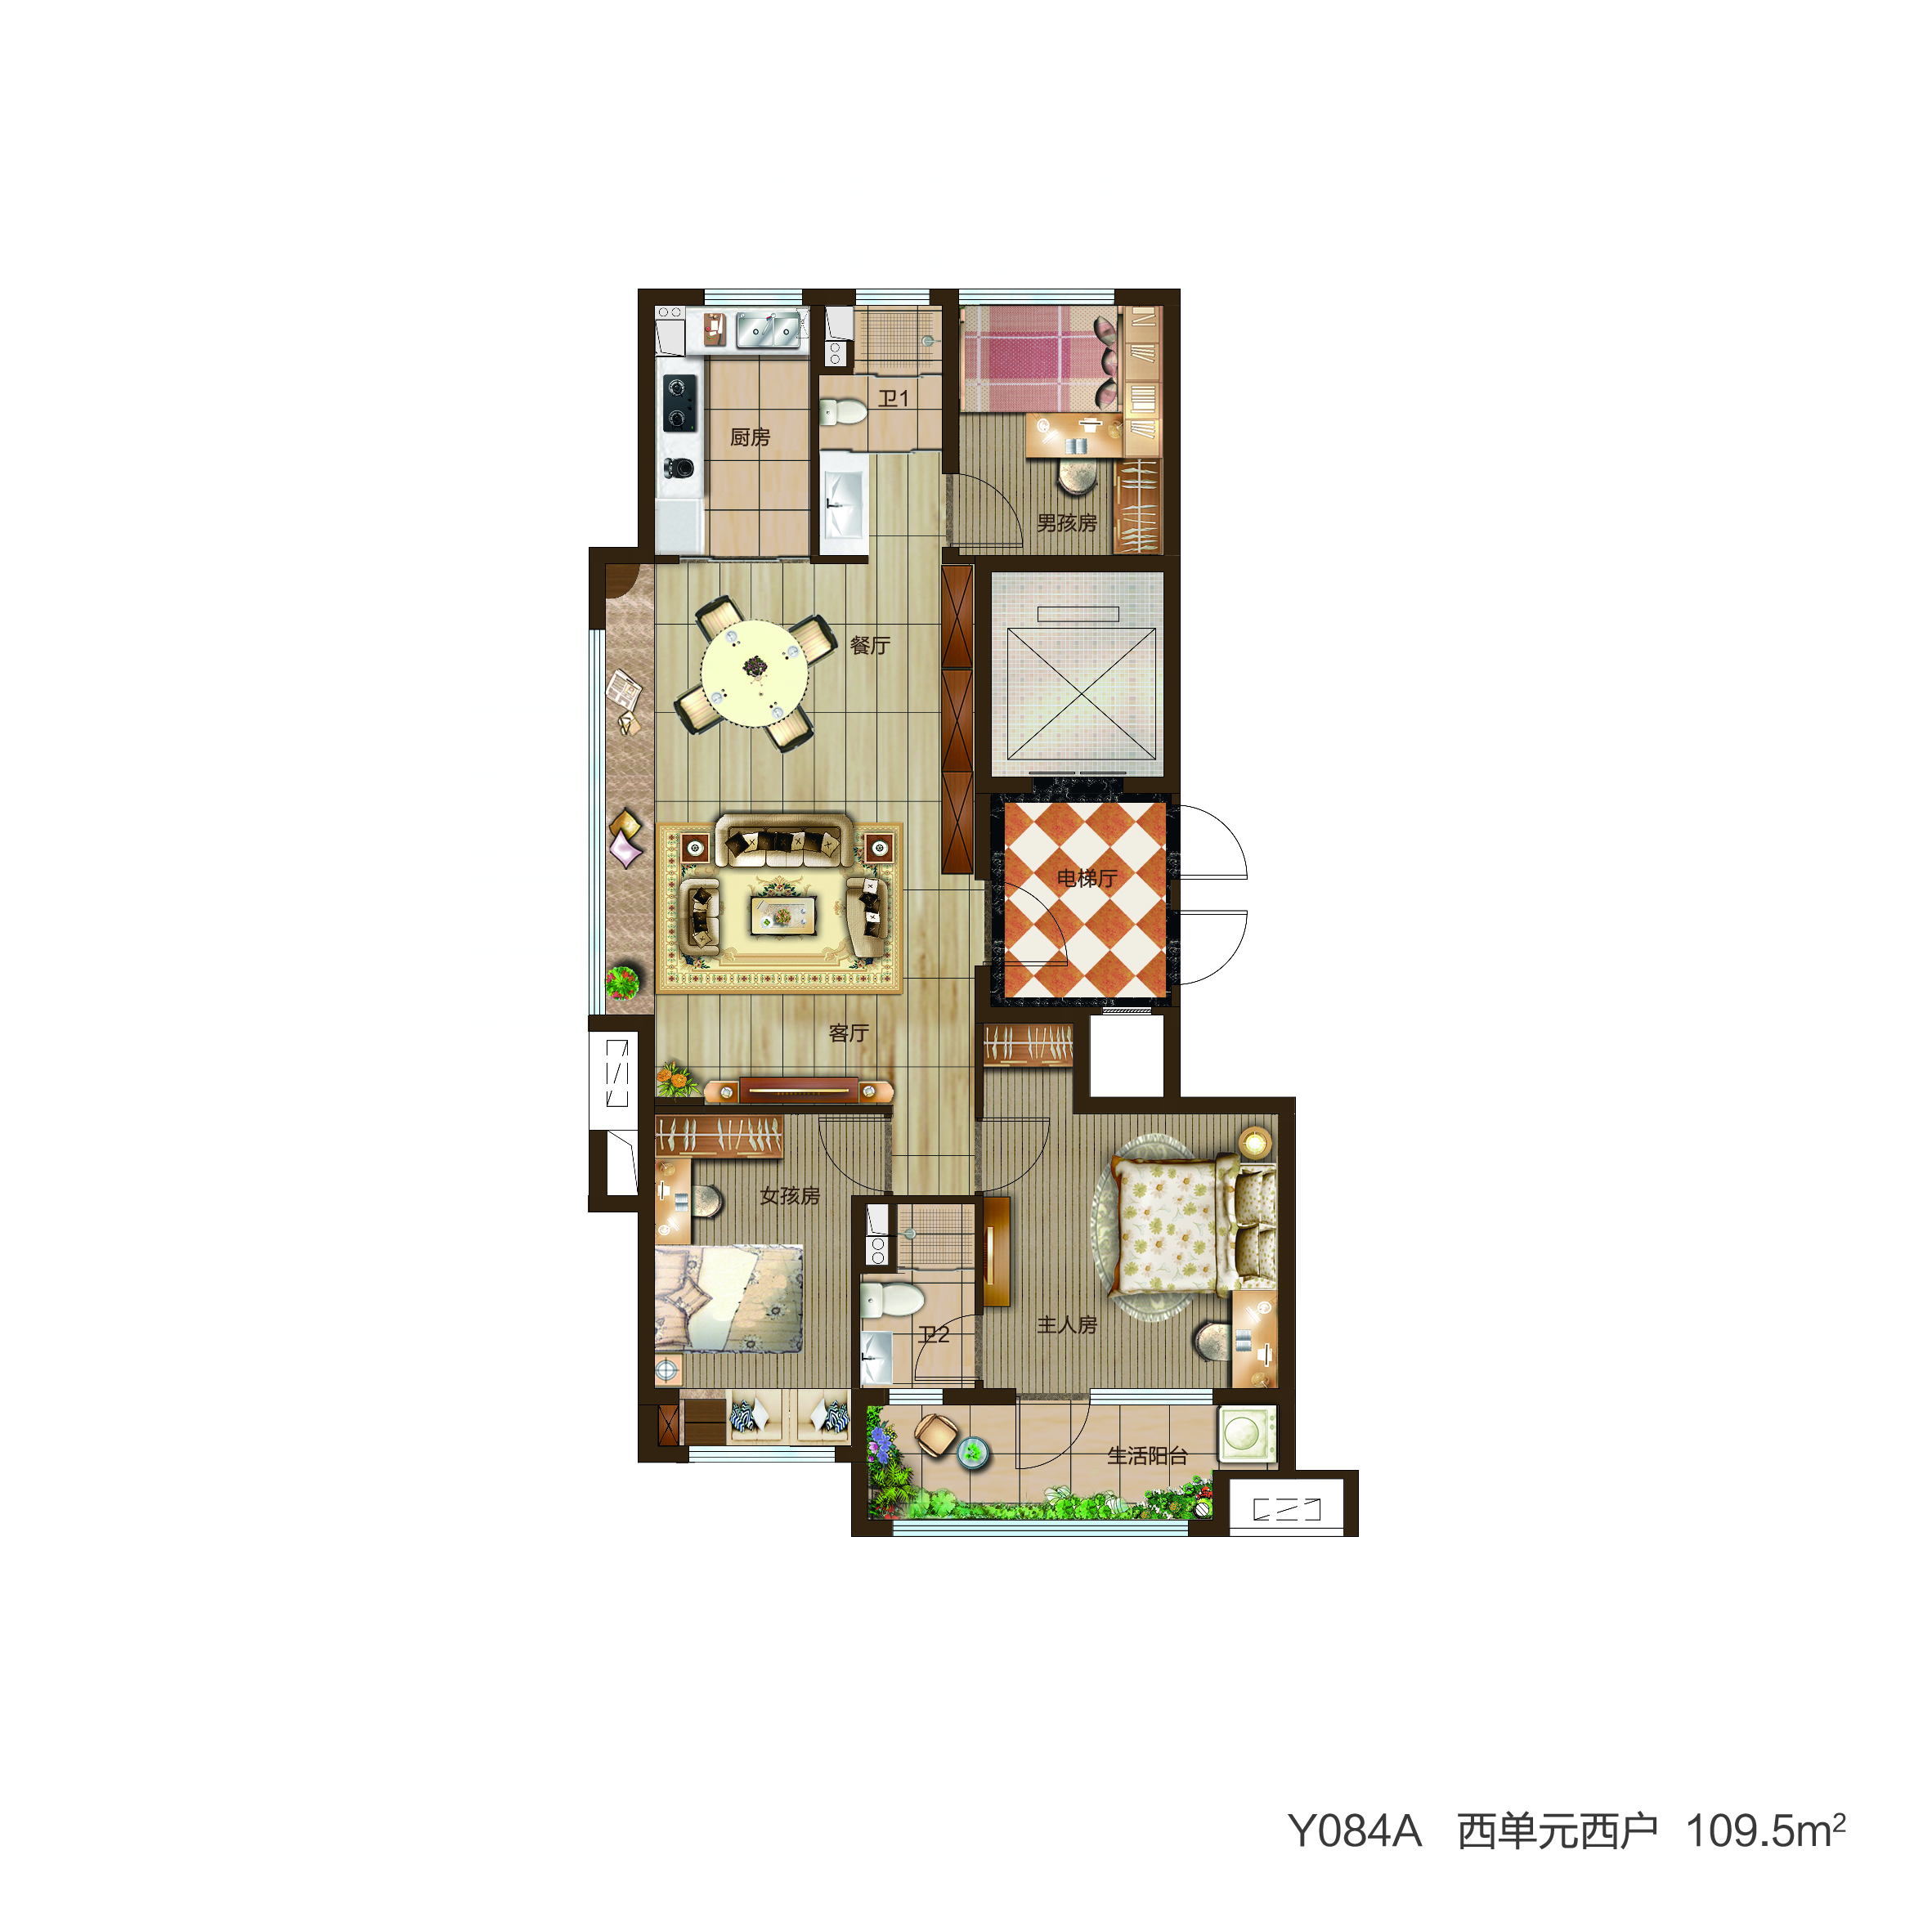 卫1
厨房
男孩房
餐厅
电梯厅
客厅
女孩房
主人房
卫2
生活阳台
Y084A 西单元西户 109.5m²